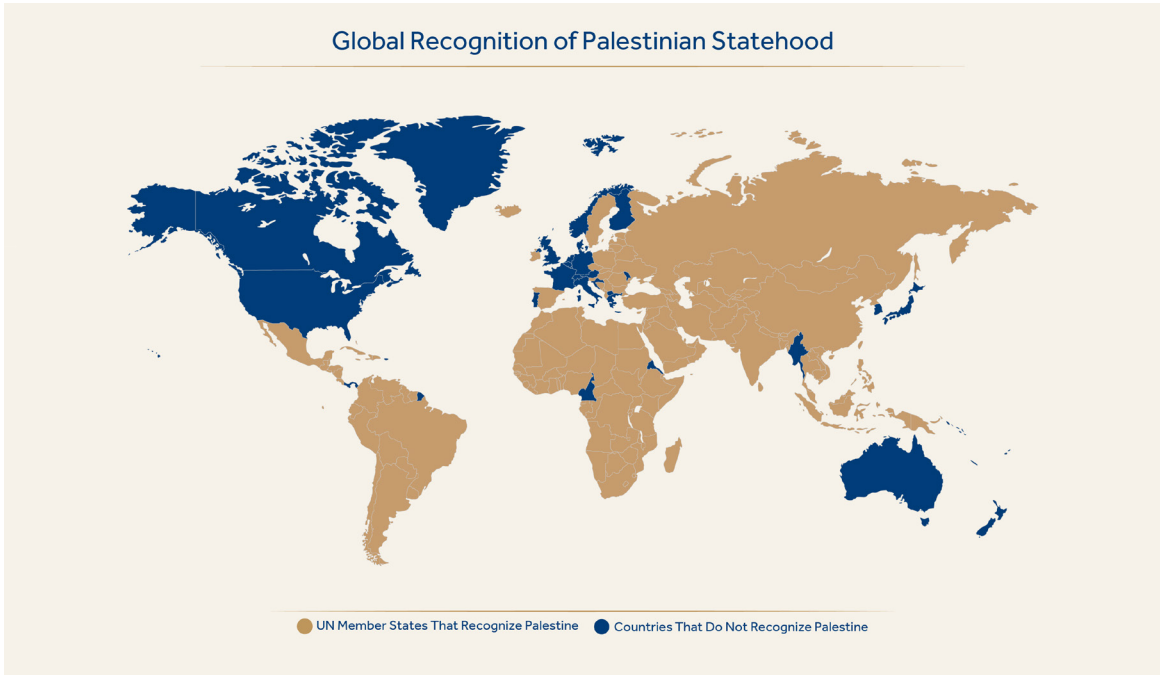 Global Recognition of Palestinian Statehood
UN Member States That Recognize Palestine
Countries That Do Not Recognize Palestine